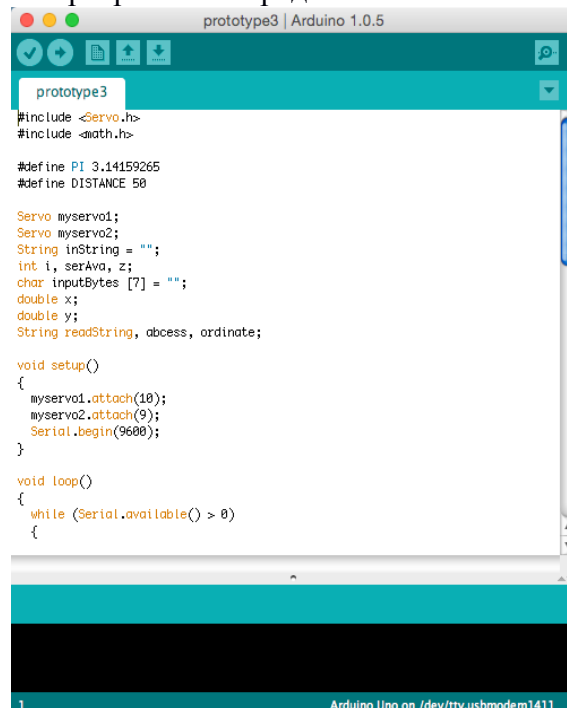 prototype3 | Arduino 1.0.5
prototype3
#include <Servo.h>
#include <math.h>
#define PI 3.14159265
#define DISTANCE 50
Servo myservo1;
Servo myservo2;
String inString = "";
int i, serAva, z;
char inputBytes [7] = "";
double x;
double y;
String readString, abcess, ordinate;
void setup()
{
myservo1.attach(10);
myservo2.attach(9);
Serial.begin(9600);
}
void loop()
{
while (Serial.available() > 0)
{
1
Arduino Uno on /dev/tty.usbmodem1411